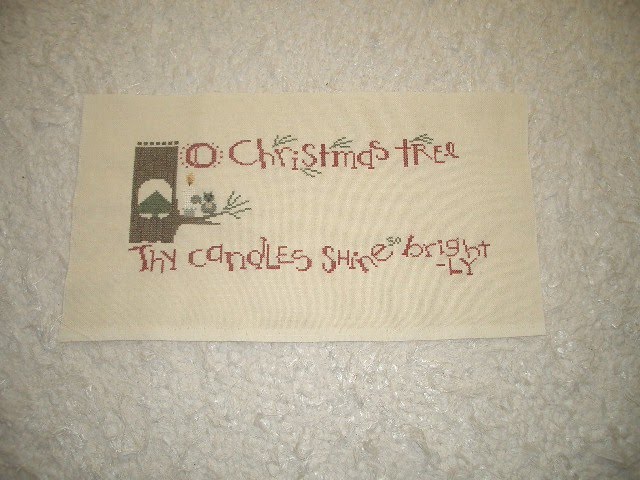 O Christmas tree
Thy candles shine so bright
-LY